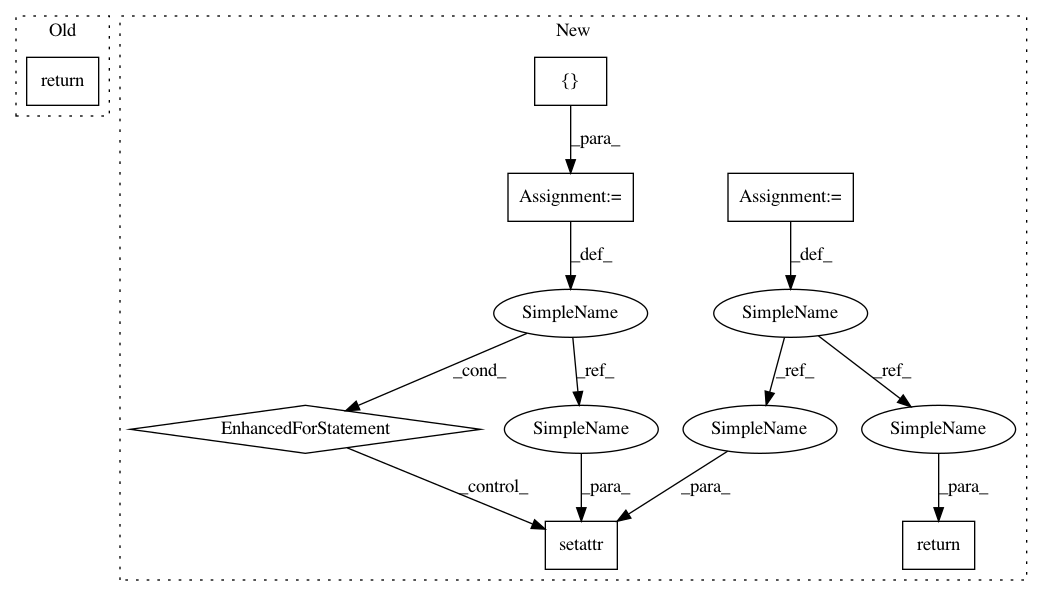 Old
New
return
{}
_para_
Assignment:=
Assignment:=
_def_
_def_
SimpleName
SimpleName
_cond_
_ref_
_ref_
_ref_
EnhancedForStatement
SimpleName
SimpleName
SimpleName
_control_
_para_
_para_
_para_
setattr
return